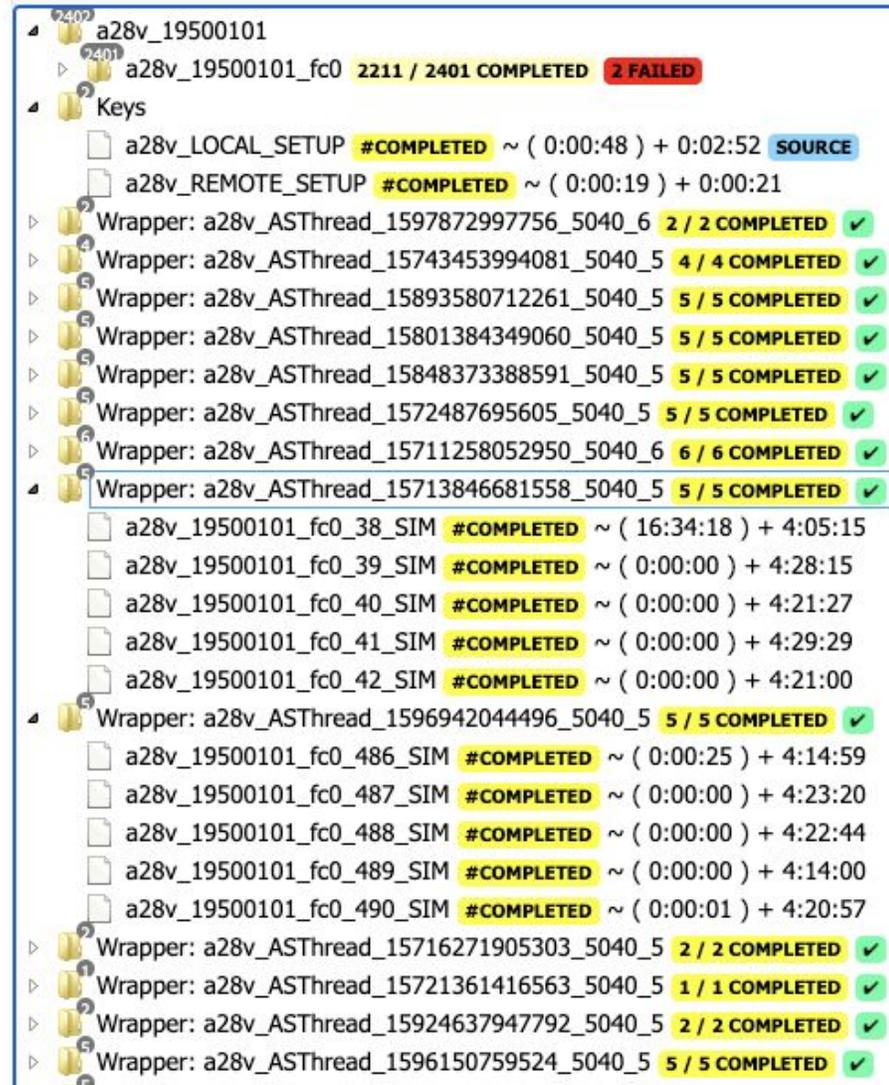 2402
a28v_19500101
2401
a28v_19500101_fc0 2211 / 2401 COMPLETED 2 FAILED
2
Keys
a28v_LOCAL_SETUP #COMPLETED ~ ( 0:00:48 ) + 0:02:52 SOURCE
a28v_REMOTE_SETUP #COMPLETED ~ ( 0:00:19 ) + 0:00:21
2
Wrapper: a28v_ASThread_1597872997756_5040_6 2 / 2 COMPLETED ✔
4
Wrapper: a28v_ASThread_15743453994081_5040_5 4 / 4 COMPLETED ✔
5
Wrapper: a28v_ASThread_15893580712261_5040_5 5 / 5 COMPLETED ✔
5
Wrapper: a28v_ASThread_15801384349060_5040_5 5 / 5 COMPLETED ✔
5
Wrapper: a28v_ASThread_15848373388591_5040_5 5 / 5 COMPLETED ✔
5
Wrapper: a28v_ASThread_1572487695605_5040_5 5 / 5 COMPLETED ✔
6
Wrapper: a28v_ASThread_15711258052950_5040_6 6 / 6 COMPLETED ✔
5
Wrapper: a28v_ASThread_15713846681558_5040_5 5 / 5 COMPLETED ✔
a28v_19500101_fc0_38_SIM #COMPLETED ~ ( 16:34:18 ) + 4:05:15
a28v_19500101_fc0_39_SIM #COMPLETED ~ ( 0:00:00 ) + 4:28:15
a28v_19500101_fc0_40_SIM #COMPLETED ~ ( 0:00:00 ) + 4:21:27
a28v_19500101_fc0_41_SIM #COMPLETED ~ ( 0:00:00 ) + 4:29:29
a28v_19500101_fc0_42_SIM #COMPLETED ~ ( 0:00:00 ) + 4:21:00
5
Wrapper: a28v_ASThread_1596942044496_5040_5 5 / 5 COMPLETED ✔
a28v_19500101_fc0_486_SIM #COMPLETED ~ ( 0:00:25 ) + 4:14:59
a28v_19500101_fc0_487_SIM #COMPLETED ~ ( 0:00:00 ) + 4:23:20
a28v_19500101_fc0_488_SIM #COMPLETED ~ ( 0:00:00 ) + 4:22:44
a28v_19500101_fc0_489_SIM #COMPLETED ~ ( 0:00:00 ) + 4:14:00
a28v_19500101_fc0_490_SIM #COMPLETED ~ ( 0:00:01 ) + 4:20:57
2
Wrapper: a28v_ASThread_15716271905303_5040_5 2 / 2 COMPLETED ✔
1
Wrapper: a28v_ASThread_15721361416563_5040_5 1 / 1 COMPLETED ✔
2
Wrapper: a28v_ASThread_15924637947792_5040_5 2 / 2 COMPLETED ✔
5
Wrapper: a28v_ASThread_1596150759524_5040_5 5 / 5 COMPLETED ✔